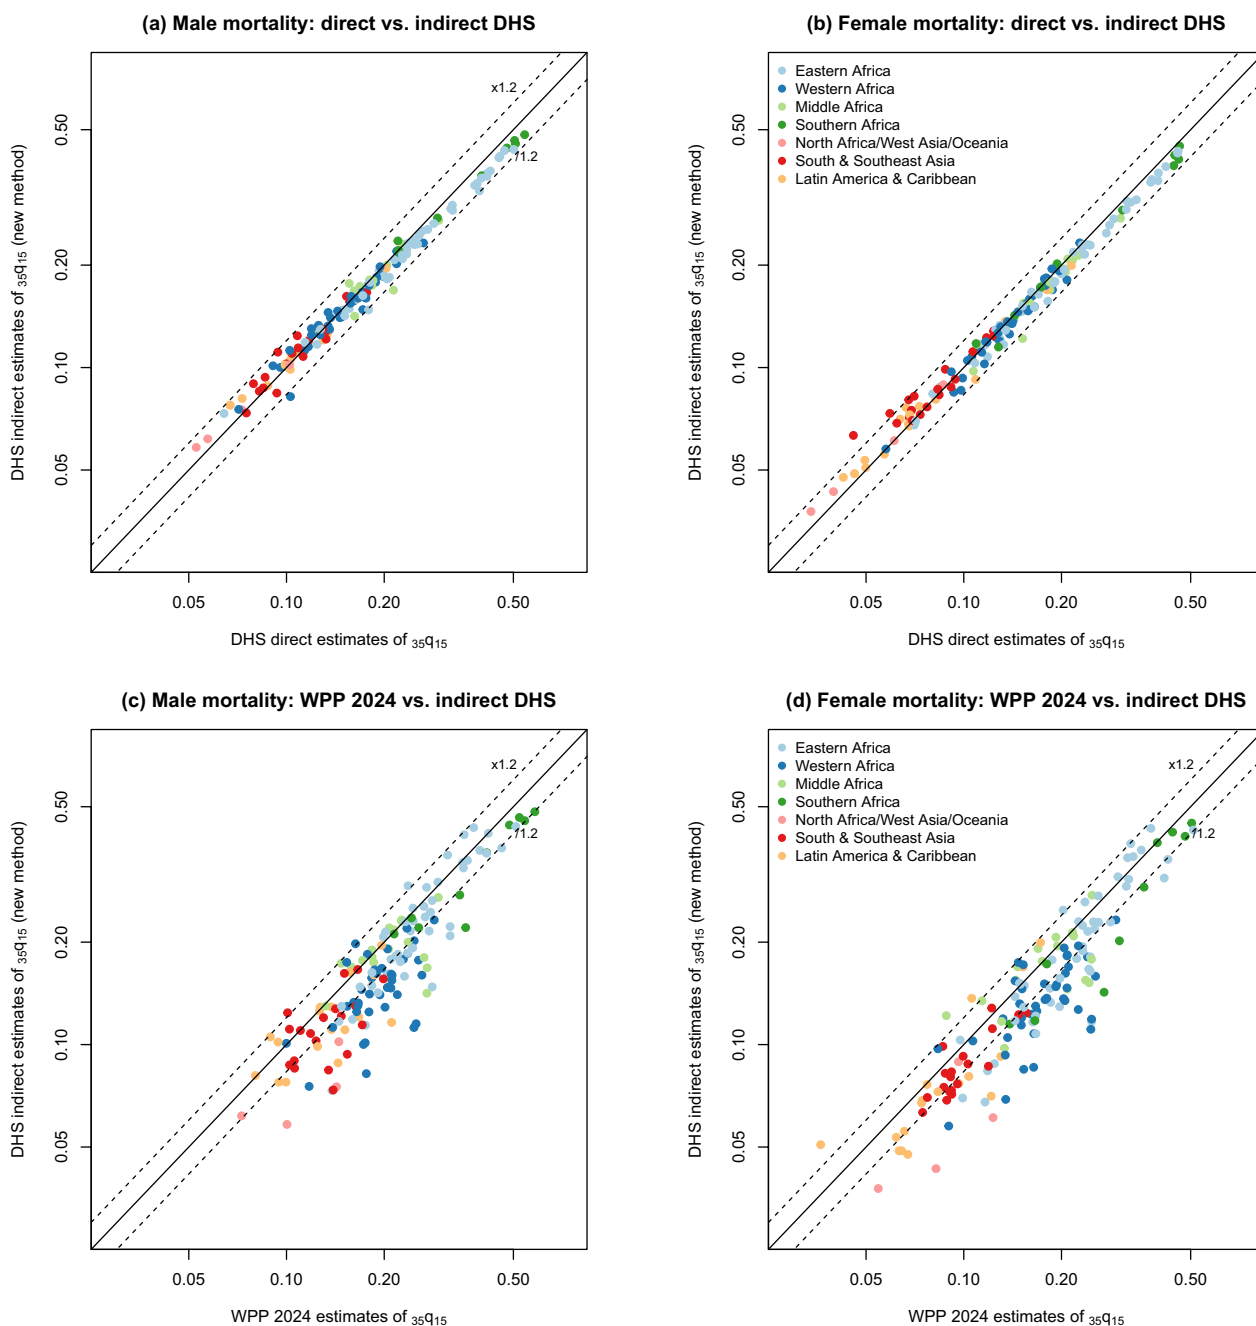 (a) Male mortality: direct vs. indirect DHS
DHS indirect estimates of 35q15 (new method)
0.50
0.20
0.10
0.05
x1.2
/1.2
0.05 0.10 0.20 0.50
DHS direct estimates of 35q15
(b) Female mortality: direct vs. indirect DHS
DHS indirect estimates of 35q15 (new method)
0.50
0.20
0.10
0.05
Eastern Africa
Western Africa
Middle Africa
Southern Africa
North Africa/West Asia/Oceania
South & Southeast Asia
Latin America & Caribbean
0.05 0.10 0.20 0.50
DHS direct estimates of 35q15
(c) Male mortality: WPP 2024 vs. indirect DHS
DHS indirect estimates of 35q15 (new method)
0.50
0.20
0.10
0.05
x1.2
/1.2
0.05 0.10 0.20 0.50
WPP 2024 estimates of 35q15
(d) Female mortality: WPP 2024 vs. indirect DHS
DHS indirect estimates of 35q15 (new method)
0.50
0.20
0.10
0.05
Eastern Africa
Western Africa
Middle Africa
Southern Africa
North Africa/West Asia/Oceania
South & Southeast Asia
Latin America & Caribbean
x1.2
/1.2
0.05 0.10 0.20 0.50
WPP 2024 estimates of 35q15